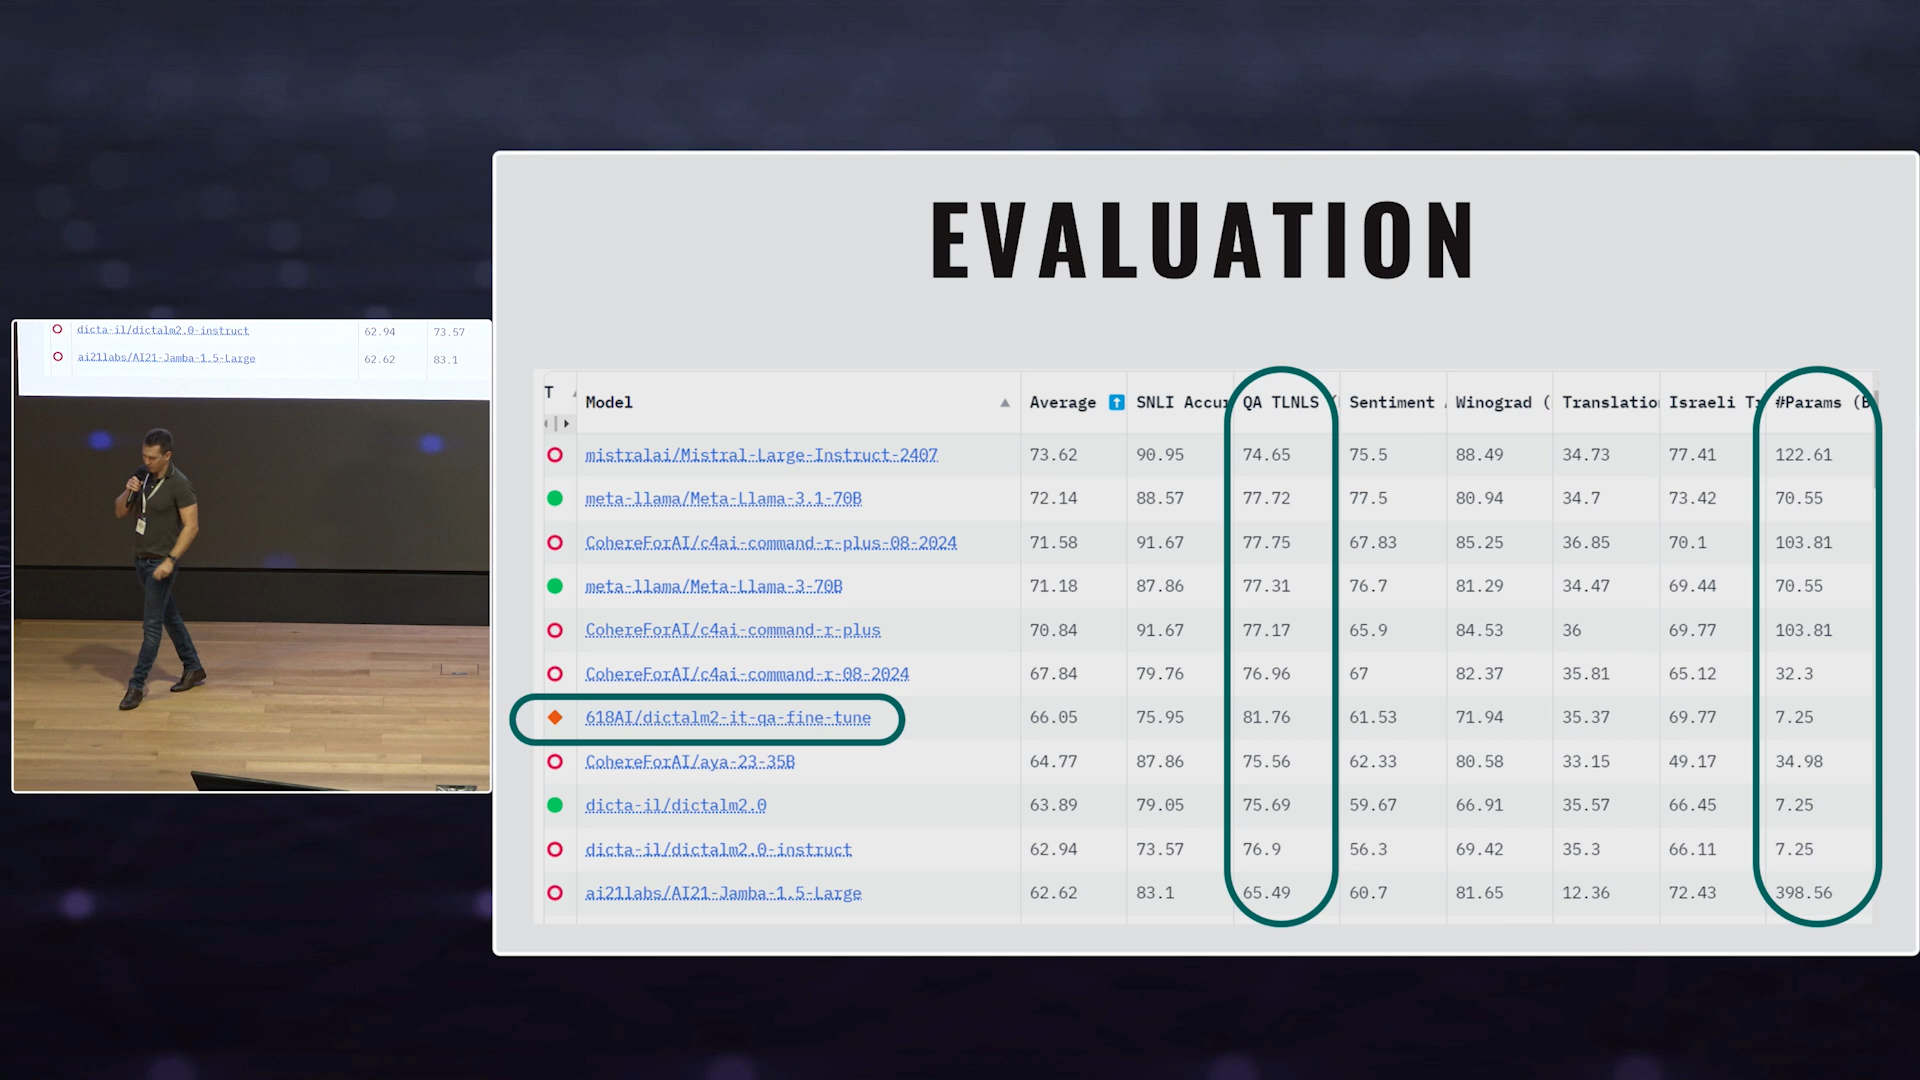 dicta-il/dictalm2.0-instruct 62.94 73.57
ai21labs/AI21-Jamba-1.5-Large 62.62 83.1
EVALUATION
T Model Average SNLI Accur QA TLNLS ( Sentiment Winograd ( Translatio Israeli Tr #Params (B
mistralai/Mistral-Large-Instruct-2407 73.62 90.95 74.65 75.5 88.49 34.73 77.41 122.61
meta-llama/Meta-Llama-3.1-70B 72.14 88.57 77.72 77.5 80.94 34.7 73.42 70.55
CohereForAI/c4ai-command-r-plus-08-2024 71.58 91.67 77.75 67.83 85.25 36.85 70.1 103.81
meta-llama/Meta-Llama-3-70B 71.18 87.86 77.31 76.7 81.29 34.47 69.44 70.55
CohereForAI/c4ai-command-r-plus 70.84 91.67 77.17 65.9 84.53 36 69.77 103.81
CohereForAI/c4ai-command-r-08-2024 67.84 79.76 76.96 67 82.37 35.81 65.12 32.3
618AI/dictalm2-it-qa-fine-tune 66.05 75.95 81.76 61.53 71.94 35.37 69.77 7.25
CohereForAI/aya-23-35B 64.77 87.86 75.56 62.33 80.58 33.15 49.17 34.98
dicta-il/dictalm2.0 63.89 79.05 75.69 59.67 66.91 35.57 66.45 7.25
dicta-il/dictalm2.0-instruct 62.94 73.57 76.9 56.3 69.42 35.3 66.11 7.25
ai21labs/AI21-Jamba-1.5-Large 62.62 83.1 65.49 60.7 81.65 12.36 72.43 398.56